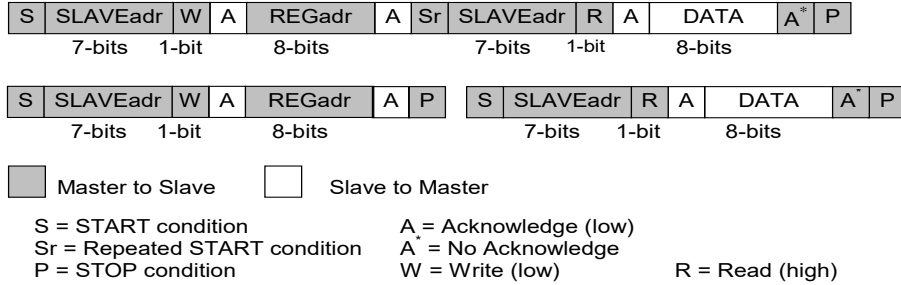 S SLAVEadr W A REGadr A Sr SLAVEadr R A DATA A* P
7-bits 1-bit 8-bits 7-bits 1-bit 8-bits
S SLAVEadr W A REGadr A P S SLAVEadr R A DATA A* P
7-bits 1-bit 8-bits 7-bits 1-bit 8-bits
Master to Slave Slave to Master
S = START condition A = Acknowledge (low)
Sr = Repeated START condition A* = No Acknowledge
P = STOP condition W = Write (low) R = Read (high)